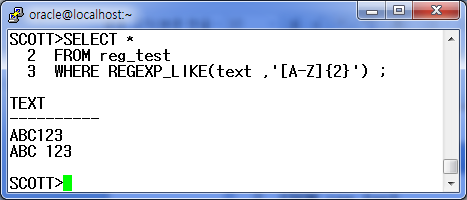 oracle@localhost:~
SCOTT>SELECT *
  2  FROM reg_test
  3  WHERE REGEXP_LIKE(text ,'[A-Z]{2}') ;
TEXT
----------
ABC123
ABC 123
SCOTT>